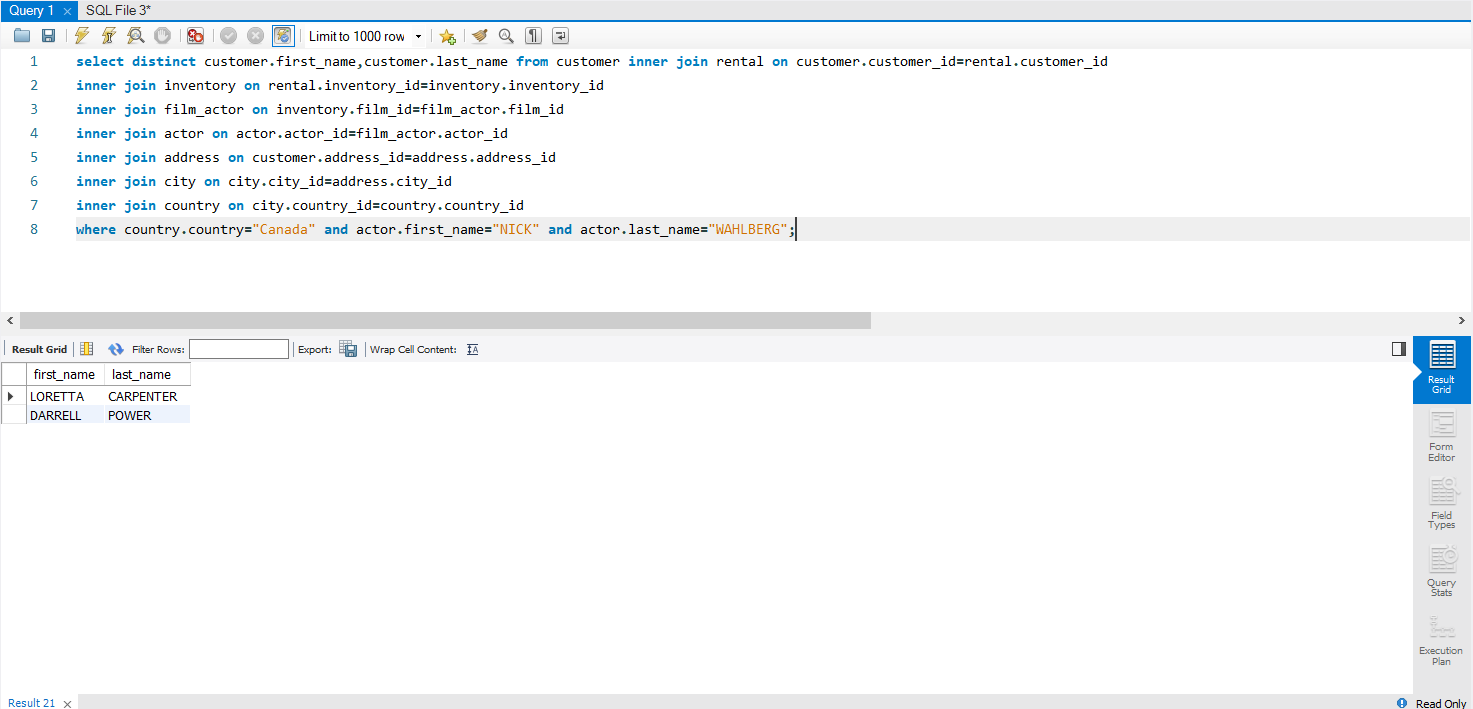 Query 1
SQL File 3*
Limit to 1000 row
1 select distinct customer.first_name,customer.last_name from customer inner join rental on customer.customer_id=rental.customer_id
2 inner join inventory on rental.inventory_id=inventory.inventory_id
3 inner join film_actor on inventory.film_id=film_actor.film_id
4 inner join actor on actor.actor_id=film_actor.actor_id
5 inner join address on customer.address_id=address.address_id
6 inner join city on city.city_id=address.city_id
7 inner join country on city.country_id=country.country_id
8 where country.country="Canada" and actor.first_name="NICK" and actor.last_name="WAHLBERG";
Result Grid Filter Rows: Export: Wrap Cell Content:
first_name last_name
LORETTA CARPENTER
DARRELL POWER
Result
Grid
Form
Editor
Field
Types
Query
Stats
Execution
Plan
Result 21
Read Only